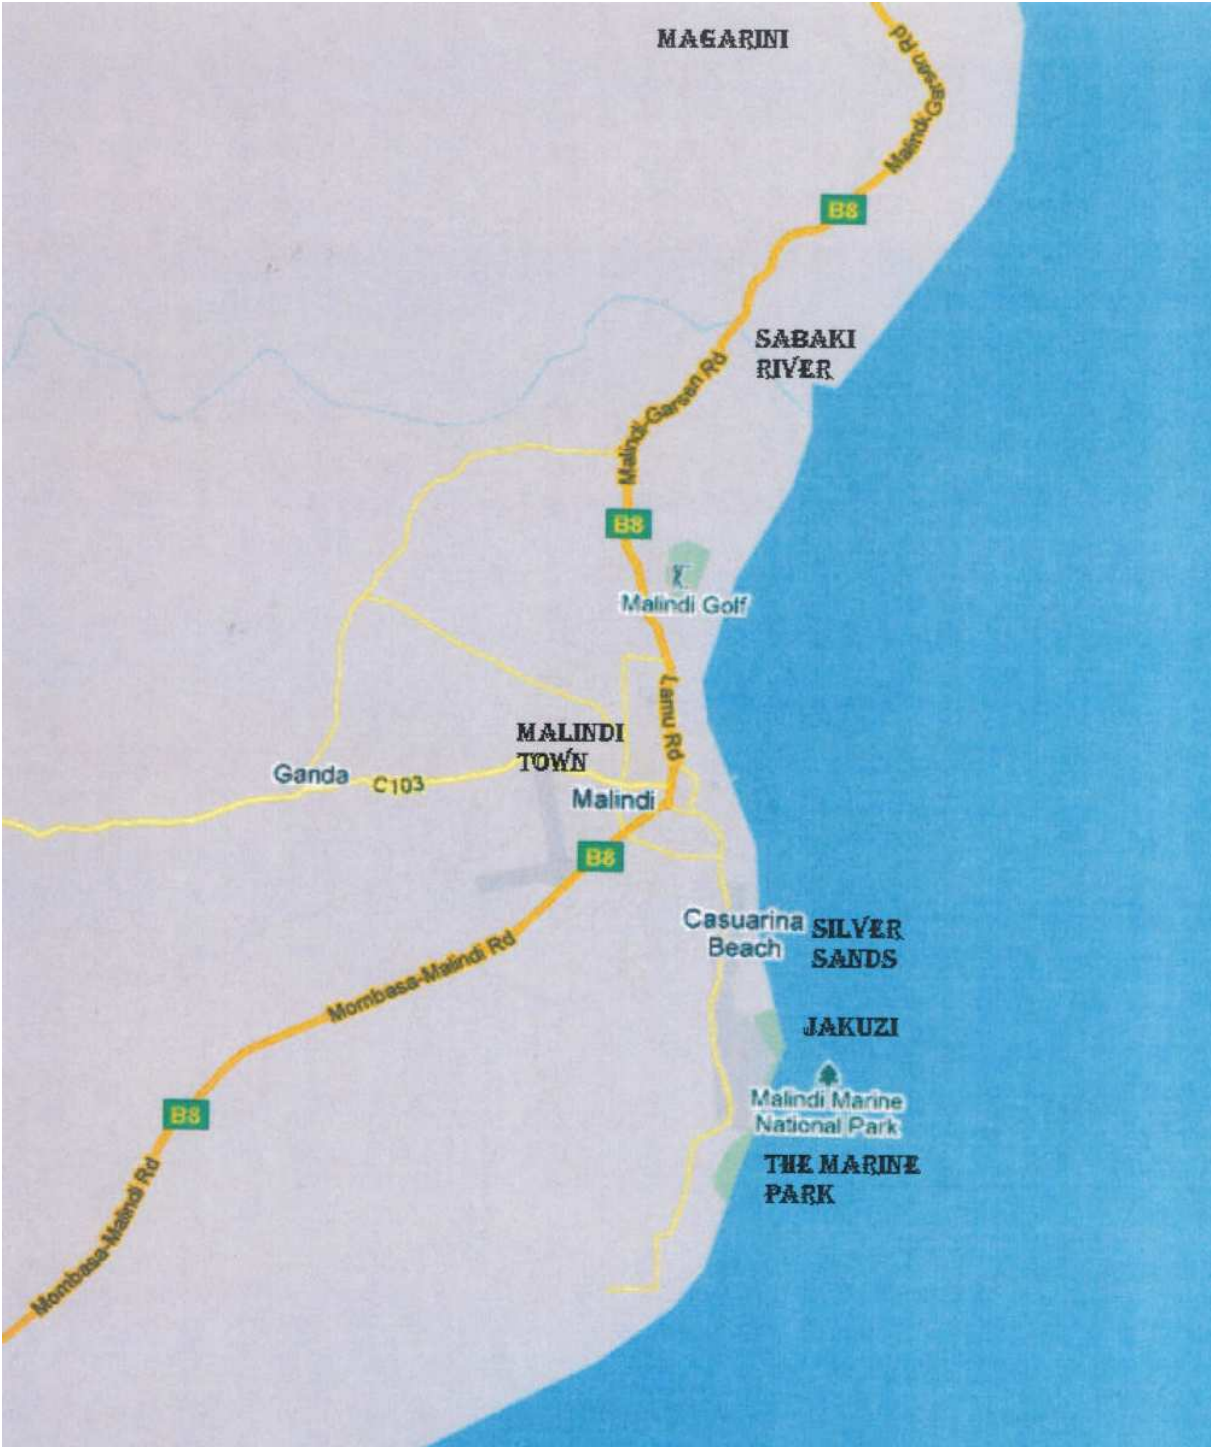 MAGARINI
Malindi-Garsen Rd
B8
SABAKI
RIVER
Malindi-Garsen Rd
B8
Malindi Golf
Lamu Rd
MALINDI
TOWN
Ganda
C103
Malindi
B8
Casuarina
Beach
SILVER
SANDS
Mombasa-Malindi Rd
JAKUZI
Malindi Marine
National Park
B8
THE MARINE
PARK
Mombasa-Malindi Rd